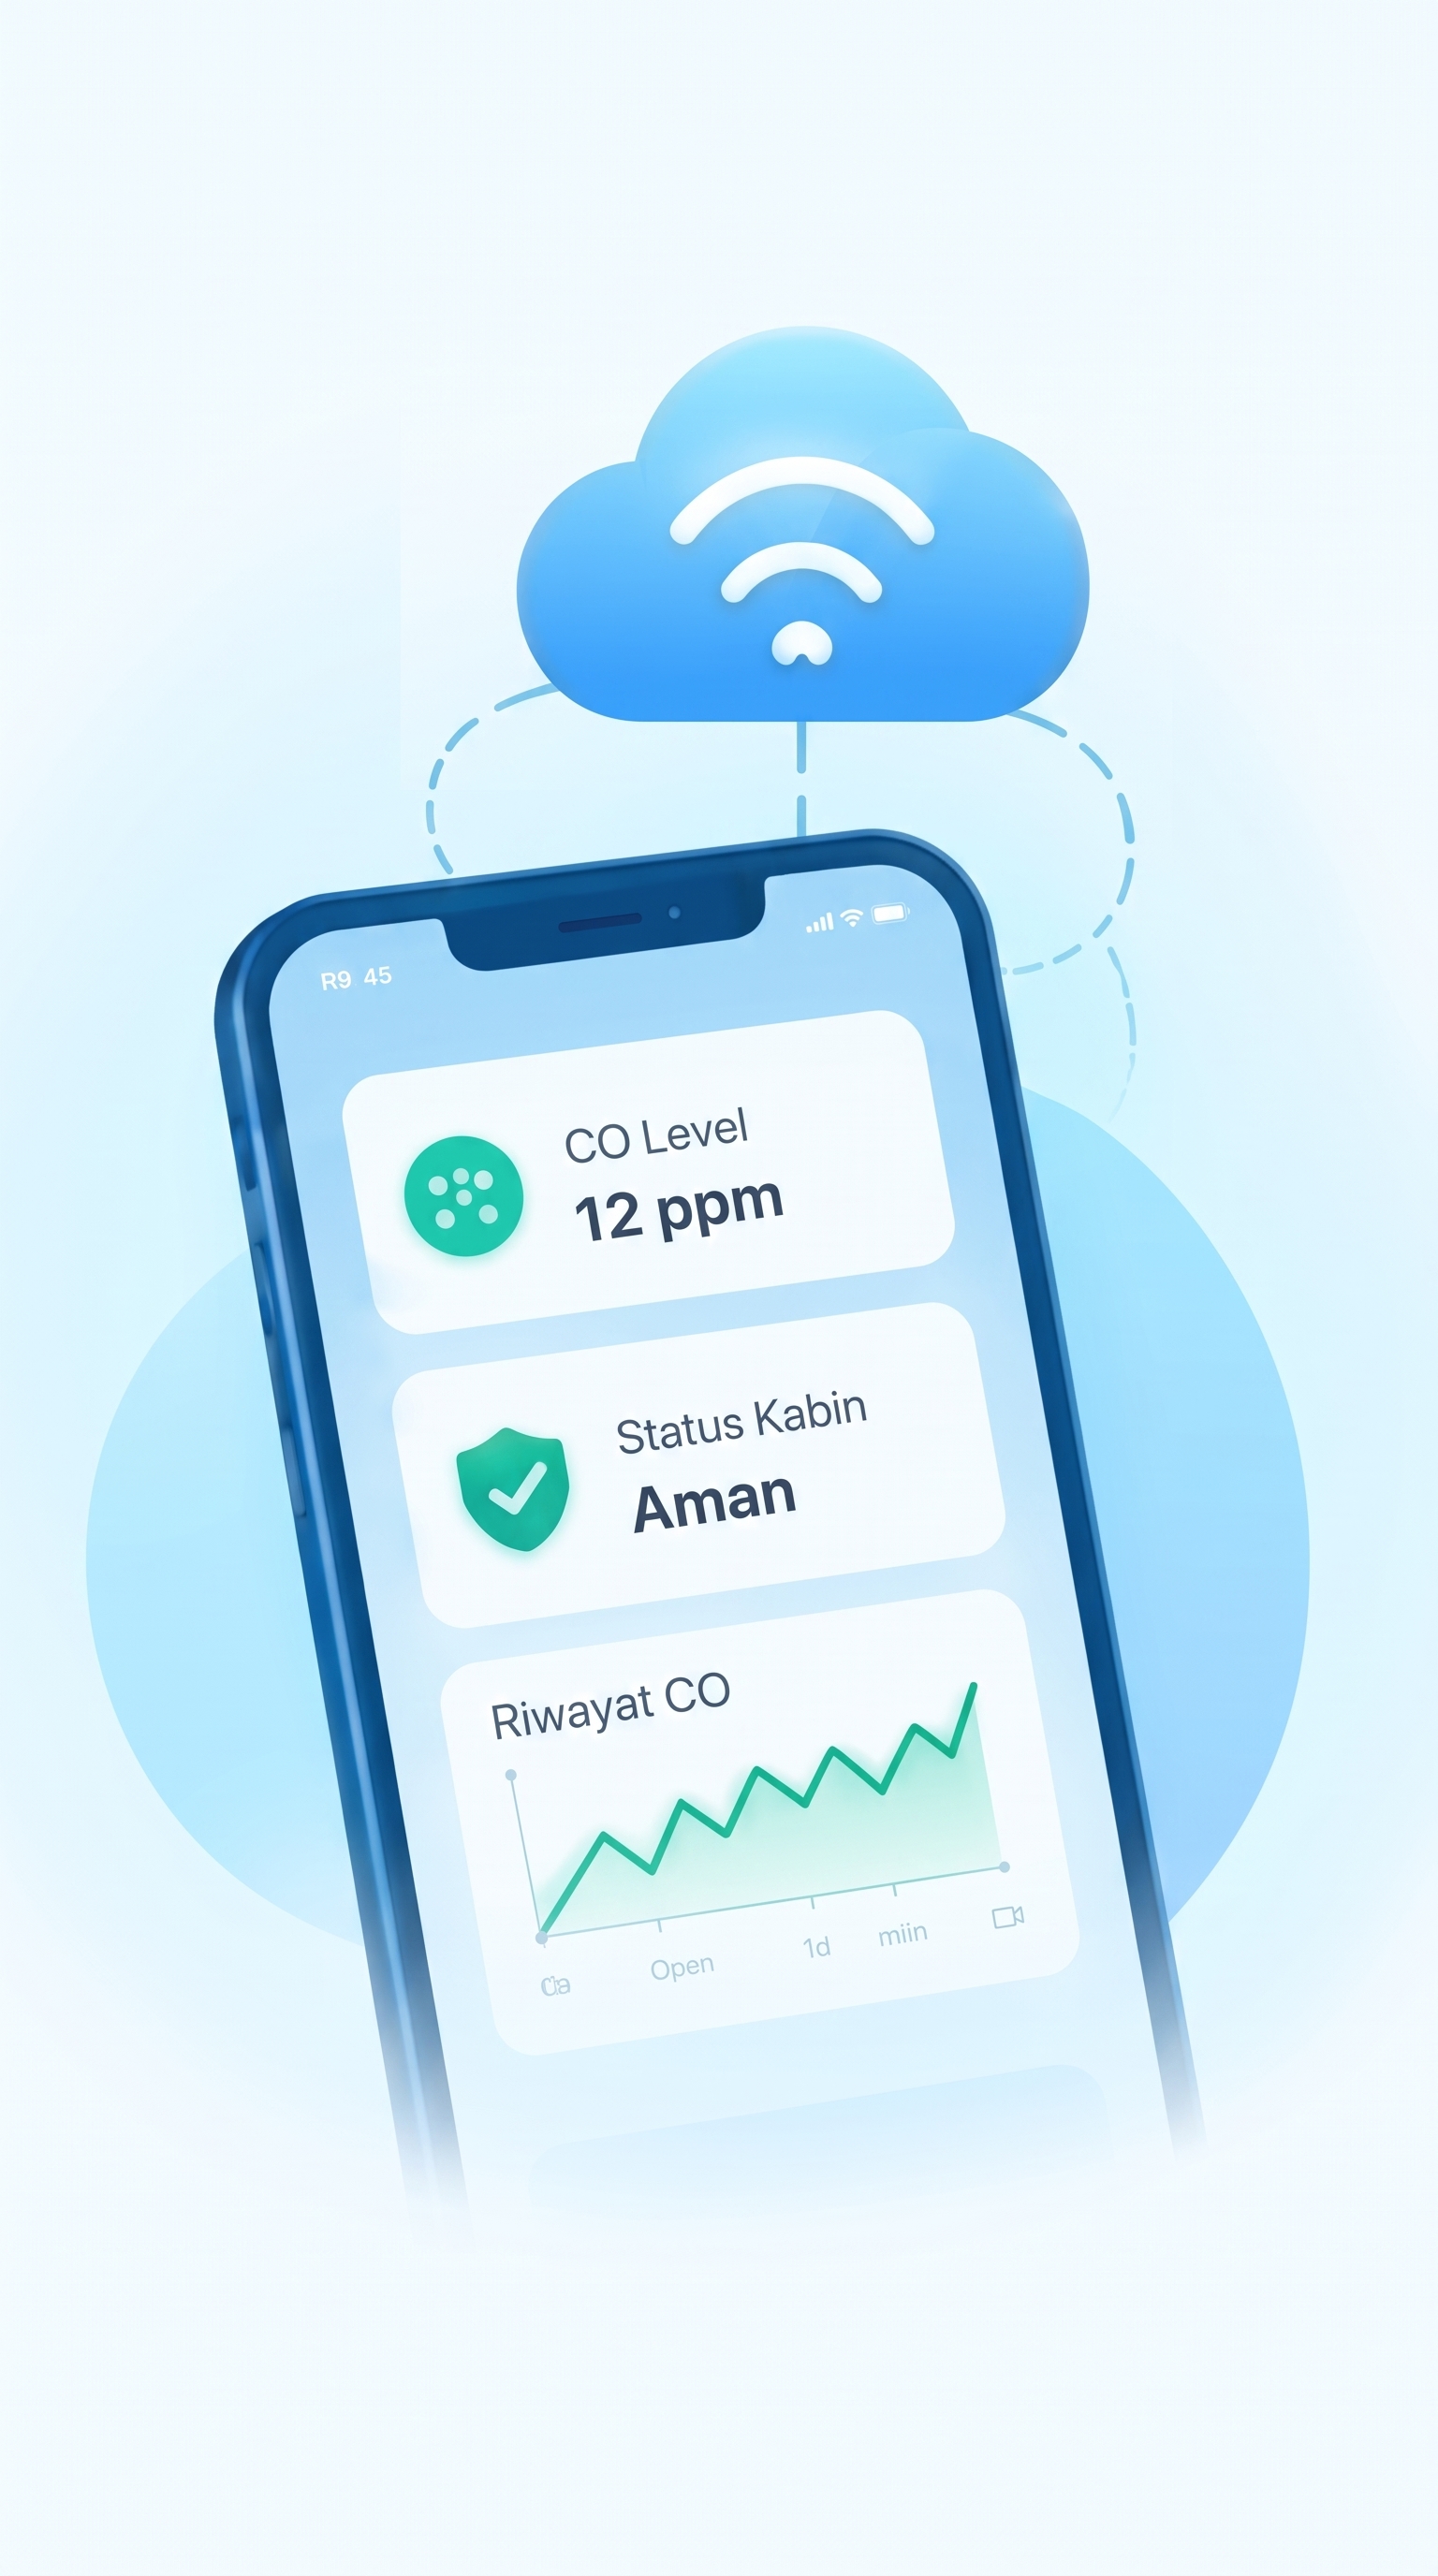 R9 45
CO Level
12 ppm
Status Kabin
Aman
Riwayat CO
Open 1d miin